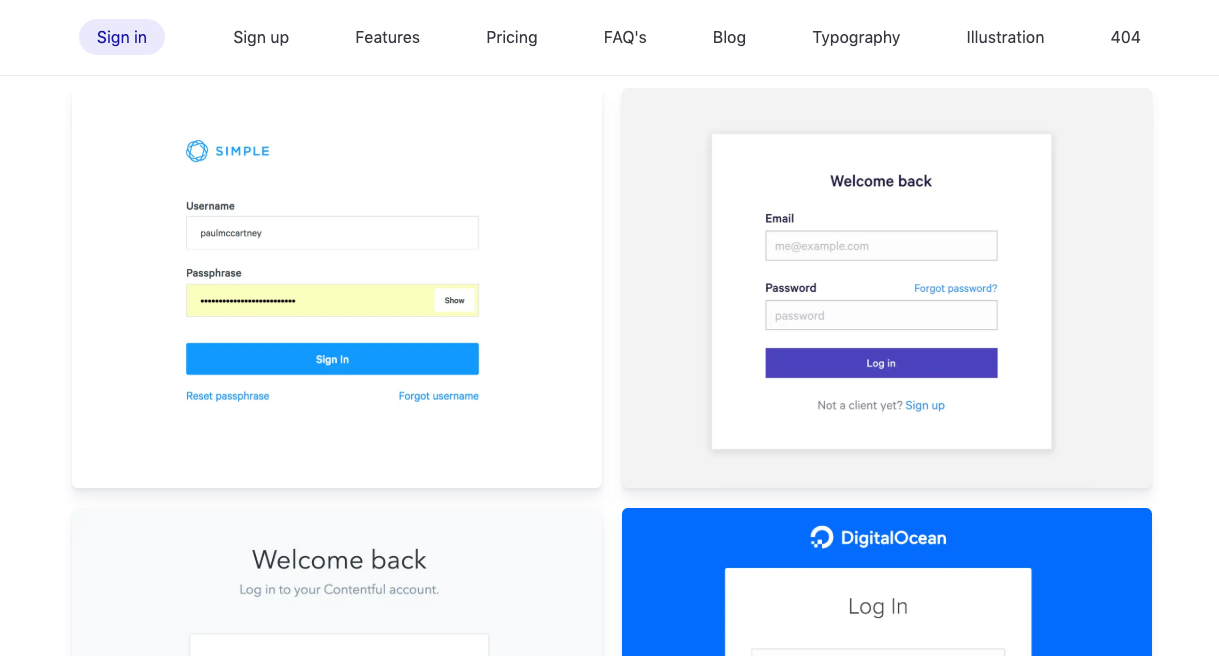 Sign in Sign up Features Pricing FAQ's Blog Typography Illustration 404
SIMPLE
Username
paulmccartney
Passphrase
••••••••••••••••••••••••••• Show
Sign In
Reset passphrase Forgot username
Welcome back
Email
me@example.com
Password Forgot password?
password
Log in
Not a client yet? Sign up
Welcome back
Log in to your Contentful account.
DigitalOcean
Log In